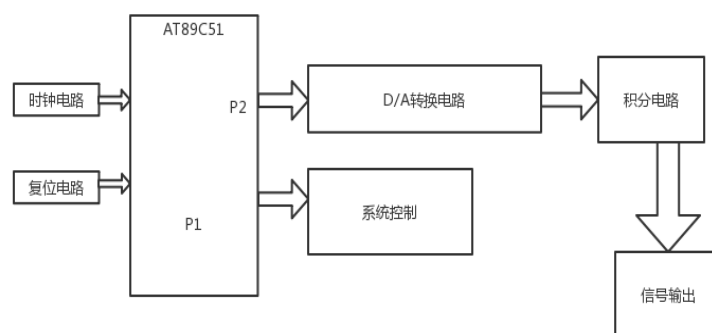 AT89C51
时钟电路
P2
D/A转换电路
积分电路
复位电路
系统控制
P1
信号输出